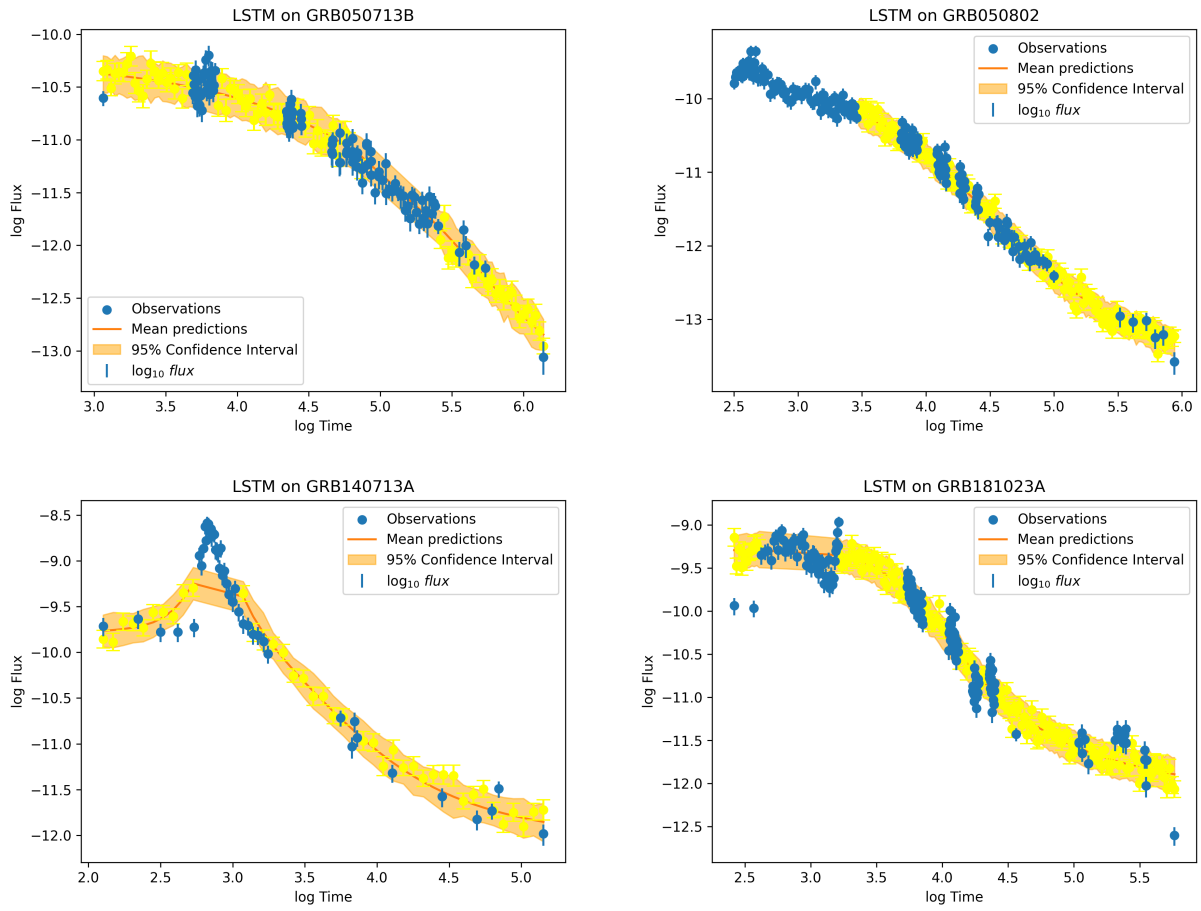 LSTM on GRB050713B
−10.0
−10.5
−11.0
−11.5
−12.0
−12.5
−13.0
log Flux
Observations
Mean predictions
95% Confidence Interval
log₁₀ flux
3.0 3.5 4.0 4.5 5.0 5.5 6.0
log Time
LSTM on GRB050802
−10
−11
−12
−13
log Flux
Observations
Mean predictions
95% Confidence Interval
log₁₀ flux
2.5 3.0 3.5 4.0 4.5 5.0 5.5 6.0
log Time
LSTM on GRB140713A
−8.5
−9.0
−9.5
−10.0
−10.5
−11.0
−11.5
−12.0
log Flux
Observations
Mean predictions
95% Confidence Interval
log₁₀ flux
2.0 2.5 3.0 3.5 4.0 4.5 5.0
log Time
LSTM on GRB181023A
−9.0
−9.5
−10.0
−10.5
−11.0
−11.5
−12.0
−12.5
log Flux
Observations
Mean predictions
95% Confidence Interval
log₁₀ flux
2.5 3.0 3.5 4.0 4.5 5.0 5.5
log Time